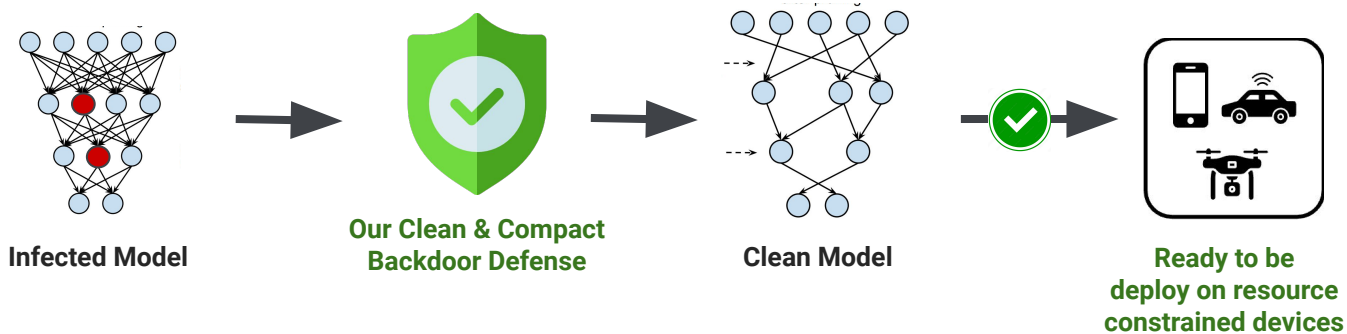 Infected Model
Our Clean & Compact
Backdoor Defense
Clean Model
Ready to be
deploy on resource
constrained devices